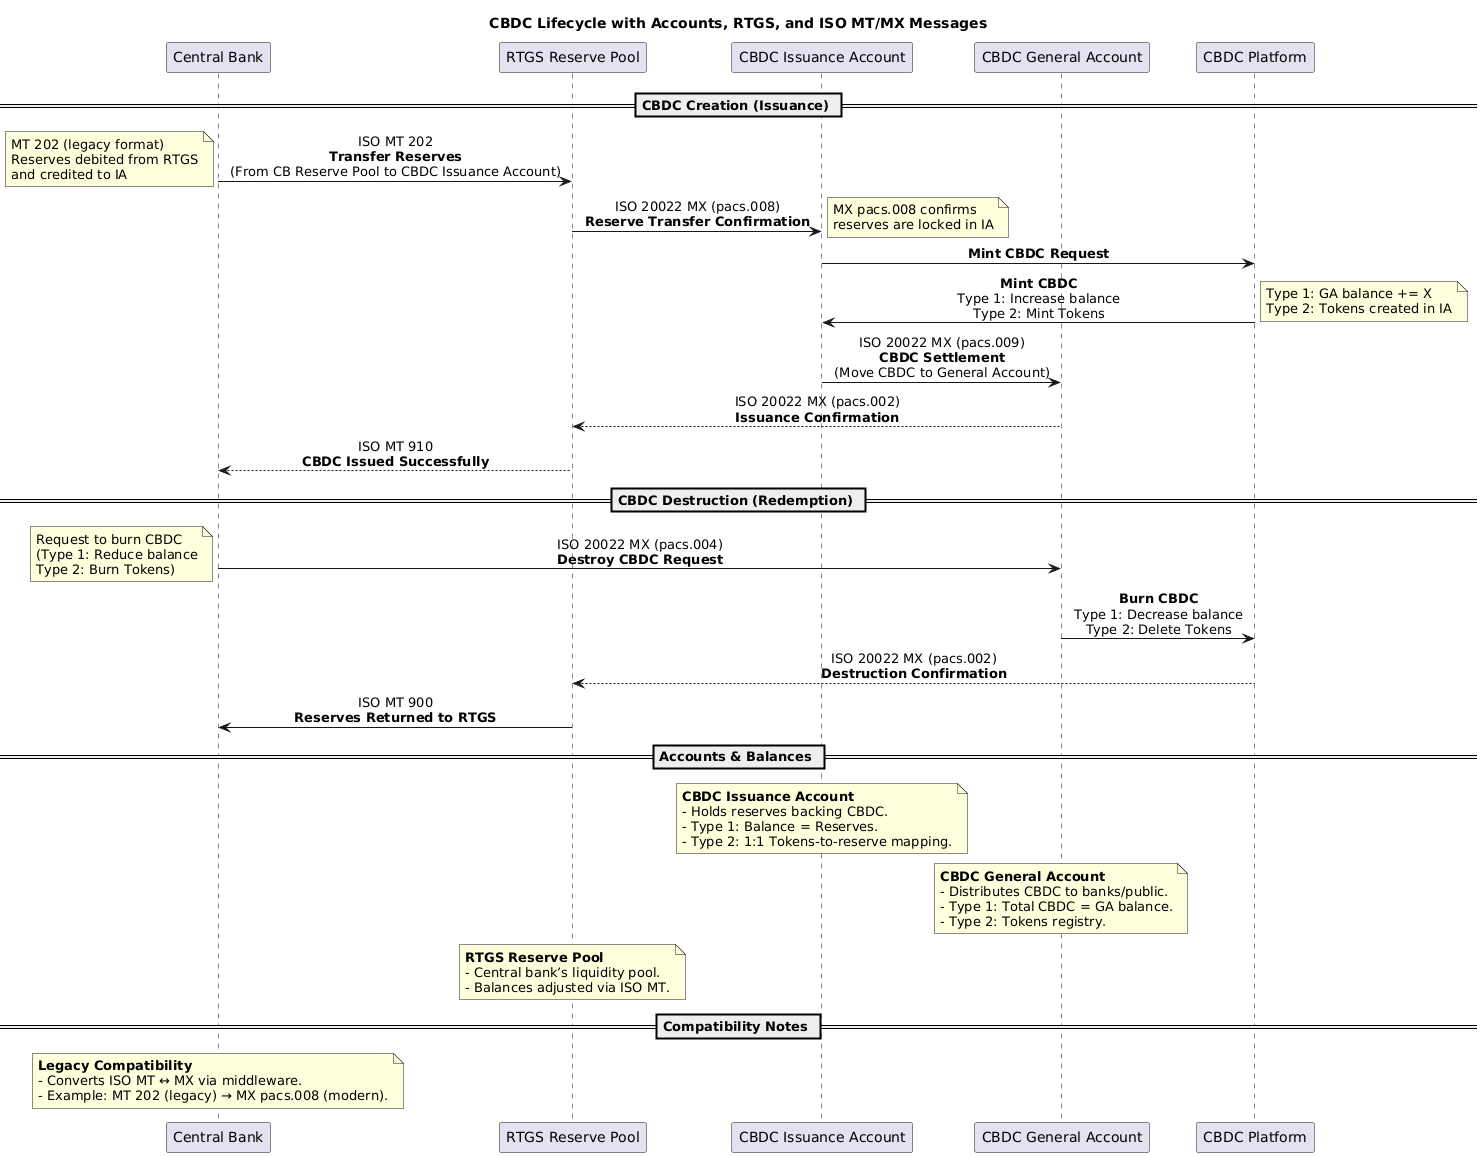 CBDC Lifecycle with Accounts, RTGS, and ISO MT/MX Messages
Central Bank
RTGS Reserve Pool
CBDC Issuance Account
CBDC General Account
CBDC Platform
CBDC Creation (Issuance)
MT 202 (legacy format)
Reserves debited from RTGS
and credited to IA
ISO MT 202
Transfer Reserves
(From CB Reserve Pool to CBDC Issuance Account)
ISO 20022 MX (pacs.008)
Reserve Transfer Confirmation
MX pacs.008 confirms
reserves are locked in IA
Mint CBDC Request
Mint CBDC
Type 1: Increase balance
Type 2: Mint Tokens
Type 1: GA balance += X
Type 2: Tokens created in IA
ISO 20022 MX (pacs.009)
CBDC Settlement
(Move CBDC to General Account)
ISO 20022 MX (pacs.002)
Issuance Confirmation
ISO MT 910
CBDC Issued Successfully
CBDC Destruction (Redemption)
Request to burn CBDC
(Type 1: Reduce balance
Type 2: Burn Tokens)
ISO 20022 MX (pacs.004)
Destroy CBDC Request
Burn CBDC
Type 1: Decrease balance
Type 2: Delete Tokens
ISO 20022 MX (pacs.002)
Destruction Confirmation
ISO MT 900
Reserves Returned to RTGS
Accounts & Balances
CBDC Issuance Account
- Holds reserves backing CBDC.
- Type 1: Balance = Reserves.
- Type 2: 1:1 Tokens-to-reserve mapping.
CBDC General Account
- Distributes CBDC to banks/public.
- Type 1: Total CBDC = GA balance.
- Type 2: Tokens registry.
RTGS Reserve Pool
- Central bank’s liquidity pool.
- Balances adjusted via ISO MT.
Compatibility Notes
Legacy Compatibility
- Converts ISO MT ↔ MX via middleware.
- Example: MT 202 (legacy) → MX pacs.008 (modern).
Central Bank
RTGS Reserve Pool
CBDC Issuance Account
CBDC General Account
CBDC Platform